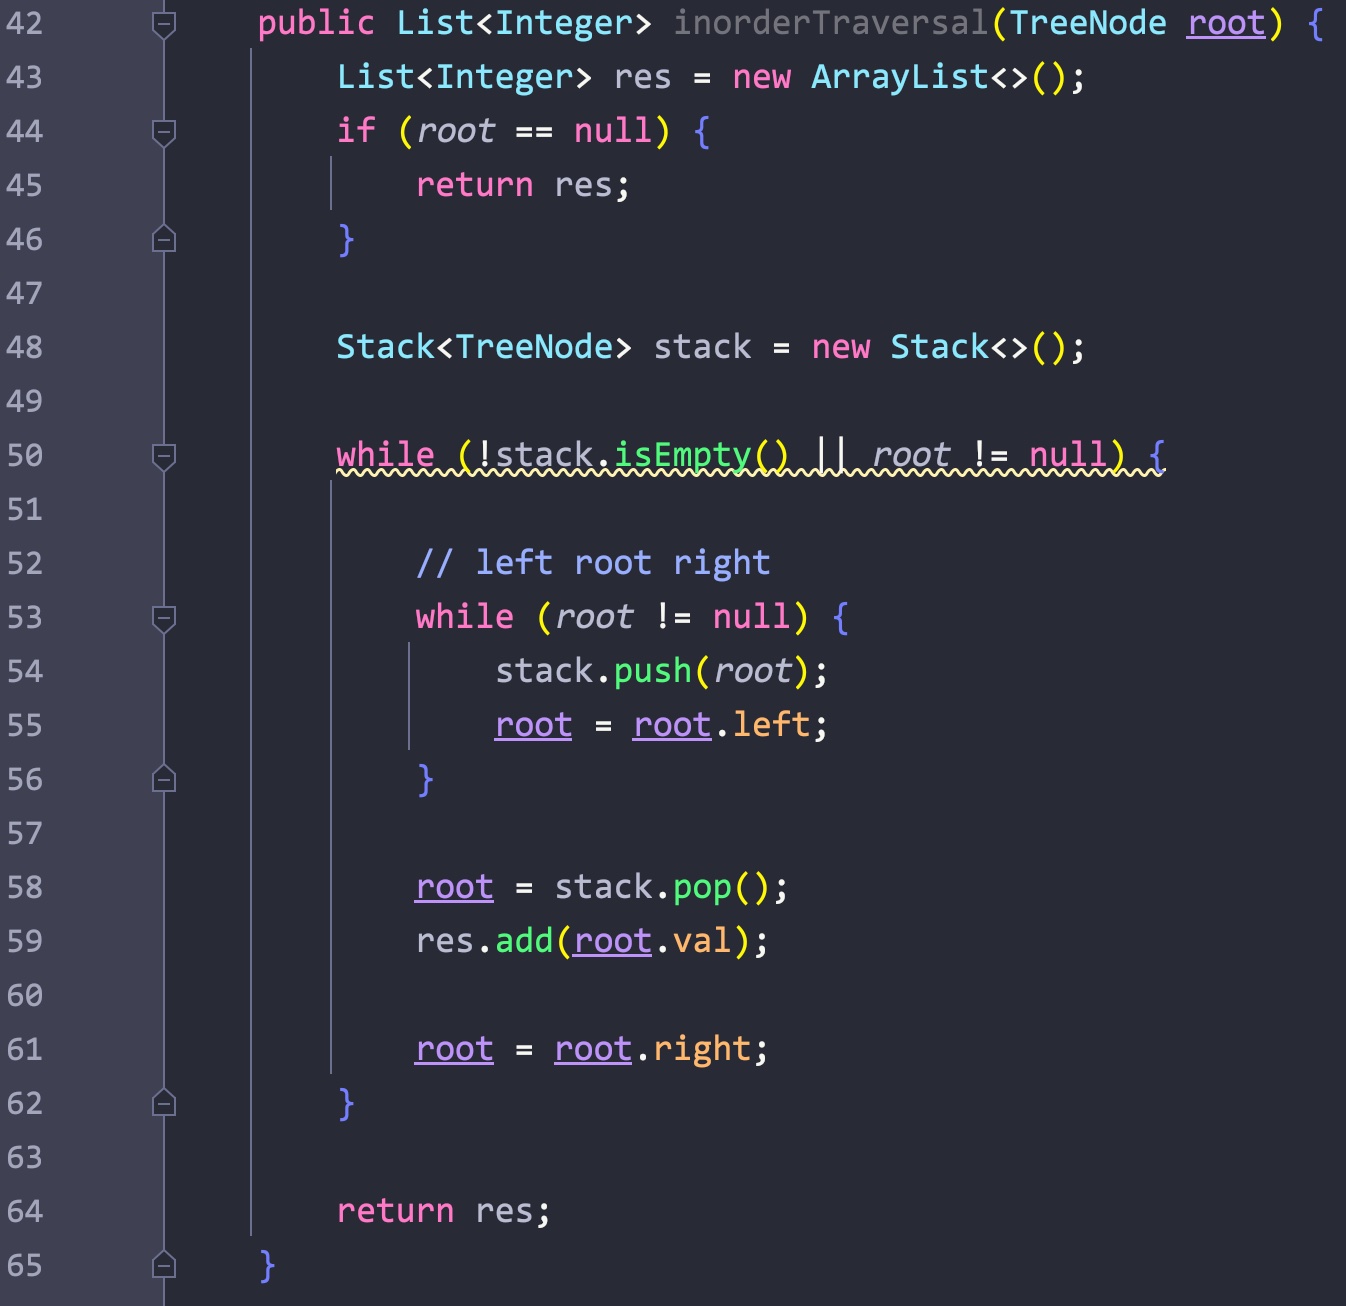 42 public List<Integer> inorderTraversal(TreeNode root) {
43 List<Integer> res = new ArrayList<>();
44 if (root == null) {
45 return res;
46 }
47
48 Stack<TreeNode> stack = new Stack<>();
49
50 while (!stack.isEmpty() || root != null) {
51
52 // left root right
53 while (root != null) {
54 stack.push(root);
55 root = root.left;
56 }
57
58 root = stack.pop();
59 res.add(root.val);
60
61 root = root.right;
62 }
63
64 return res;
65 }